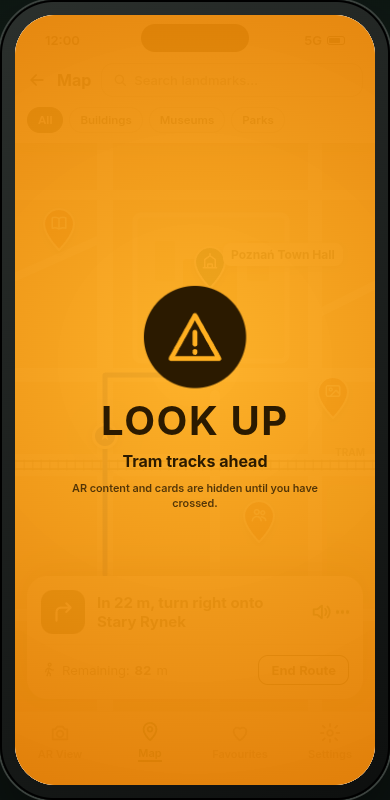 12:00
5G
Map
Search landmarks...
All
Buildings
Museums
Parks
Poznań Town Hall
LOOK UP
TRAM
Tram tracks ahead
AR content and cards are hidden until you have
crossed.
In 22 m, turn right onto
Stary Rynek
Remaining: 82 m
End Route
AR View
Map
Favourites
Settings